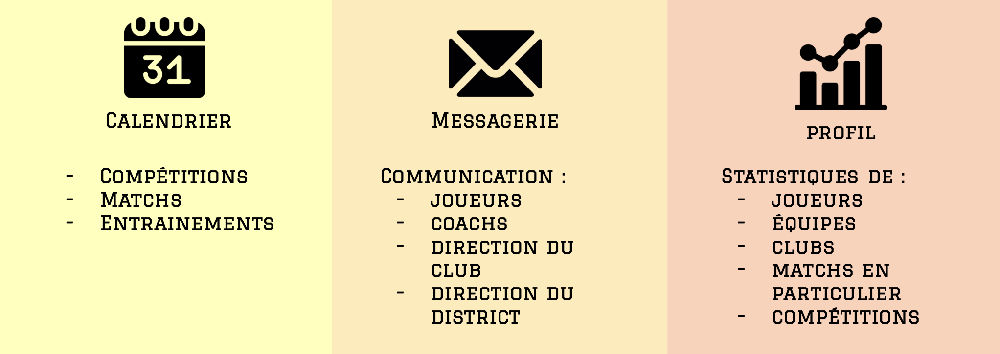 31
Calendrier
- Compétitions
- Matchs
- Entrainements
Messagerie
Communication :
- joueurs
- coachs
- direction du
club
- direction du
district
profil
Statistiques de :
- joueurs
- équipes
- clubs
- matchs en
particulier
- compétitions